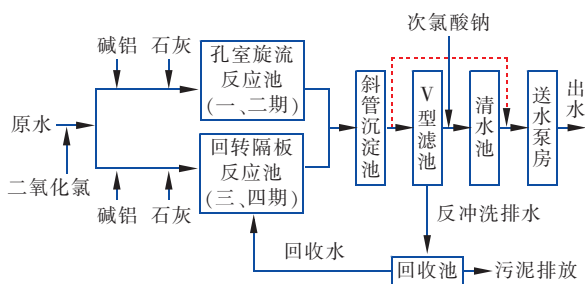 次氯酸钠
碱铝
石灰
孔室旋流
反应池
(一、二期)
原水
二氧化氯
回转隔板
反应池
(三、四期)
碱铝
石灰
斜管沉淀池
V型滤池
清水池
送水泵房
出水
反冲洗排水
回收水
回收池
污泥排放